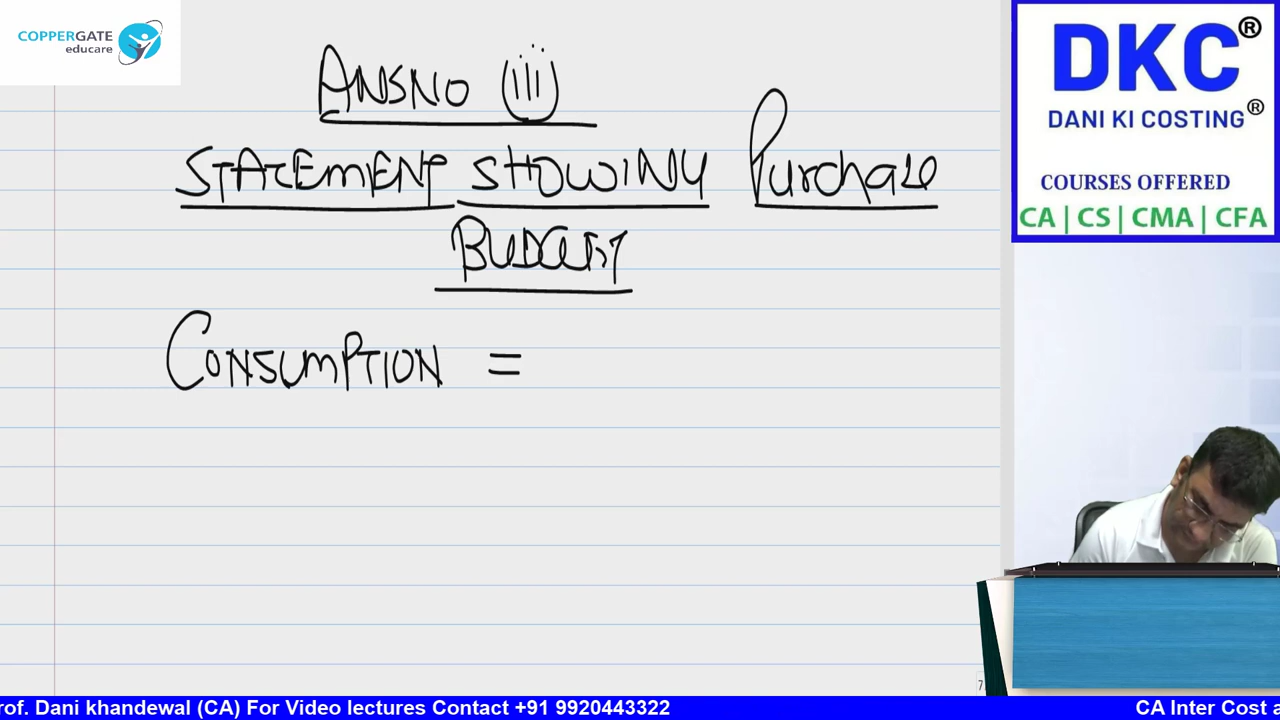 COPPERGATE
educare
ANSNO (iii)
STATEMENT SHOWING Purchase
BUDGET
CONSUMPTION =
DKC®
DANI KI COSTING®
COURSES OFFERED
CA | CS | CMA | CFA
7
rof. Dani khandewal (CA) For Video lectures Contact +91 9920443322
CA Inter Cost a